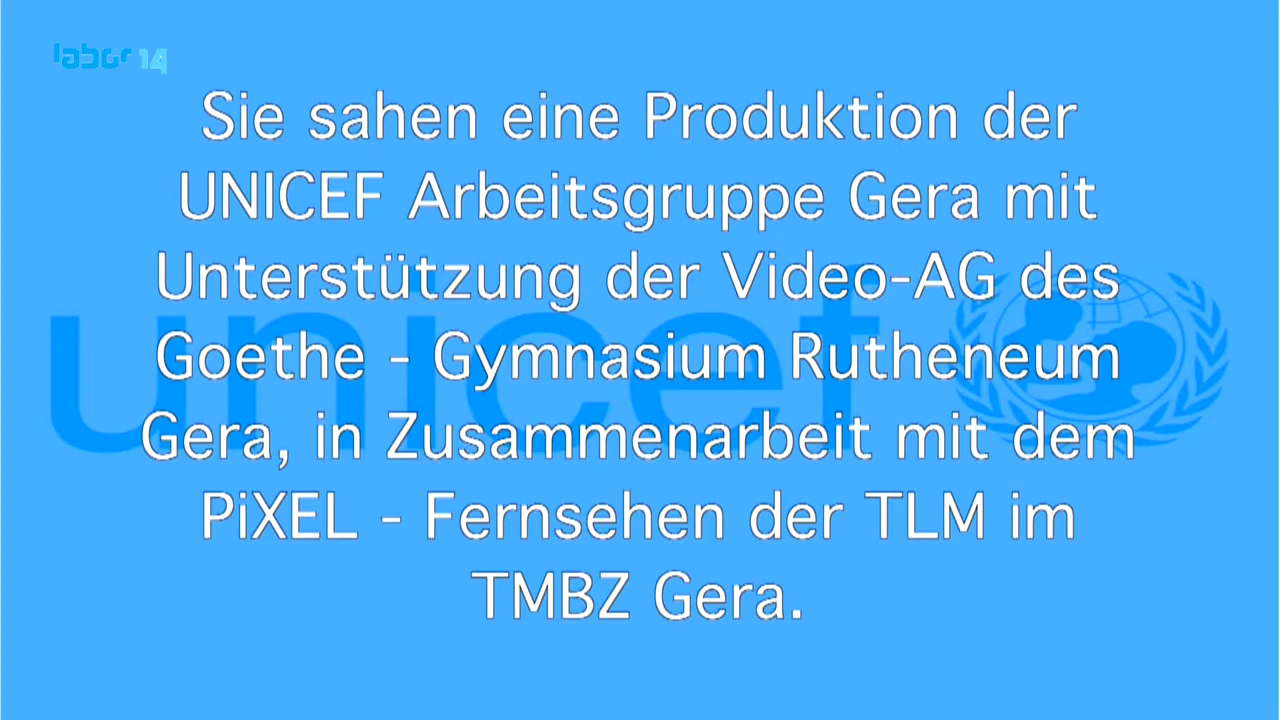 labor 14
Sie sahen eine Produktion der
UNICEF Arbeitsgruppe Gera mit
Unterstützung der Video-AG des
Goethe - Gymnasium Rutheneum
Gera, in Zusammenarbeit mit dem
PiXEL - Fernsehen der TLM im
TMBZ Gera.
unicef